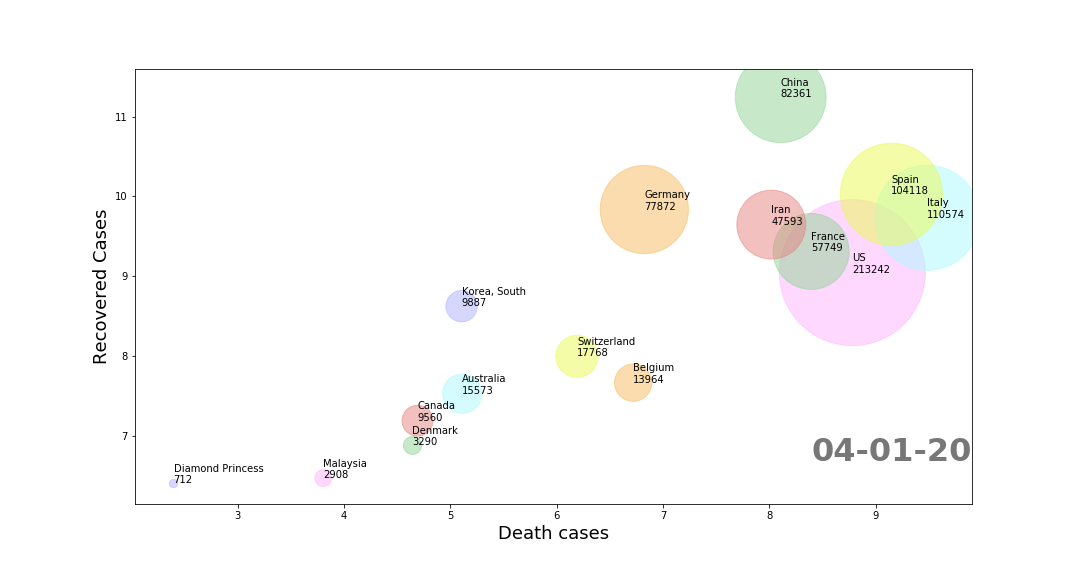 China
82361
11
Spain
104118
Germany
77872
10
Italy
110574
Iran
47593
France
57749
US
213242
9
Recovered Cases
Korea, South
9887
Switzerland
17768
8
Belgium
13964
Australia
15573
Canada
9560
7
Denmark
3290
04-01-20
Malaysia
2908
Diamond Princess
712
3 4 5 6 7 8 9
Death cases